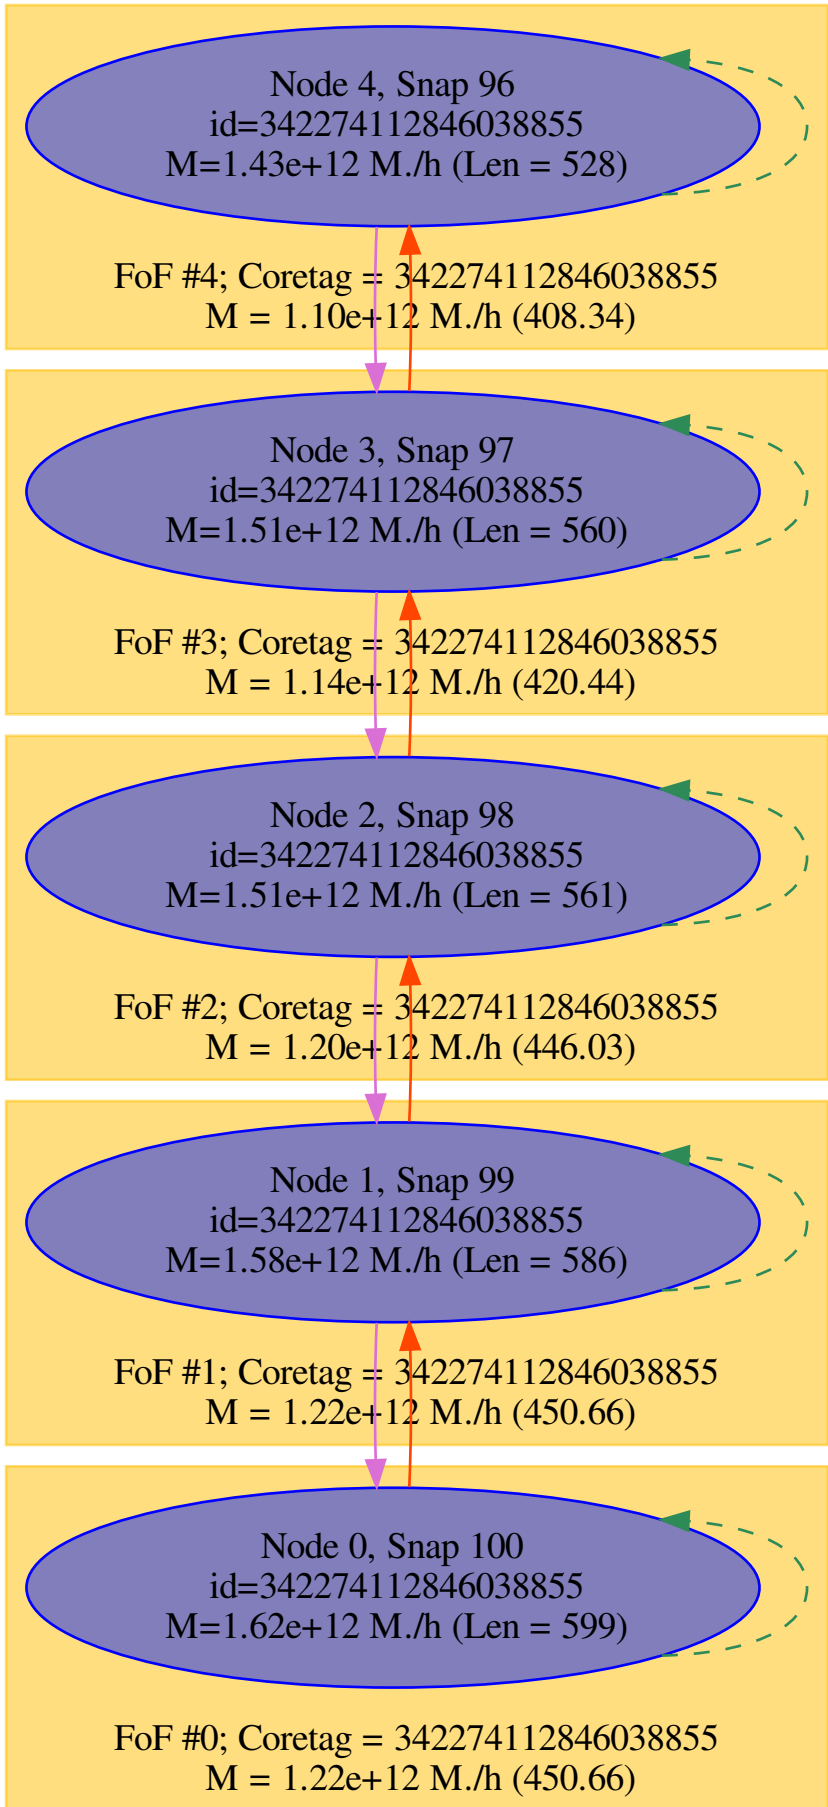 Node 4, Snap 96
id=342274112846038855
M=1.43e+12 M./h (Len = 528)
FoF #4; Coretag = 342274112846038855
M = 1.10e+12 M./h (408.34)
Node 3, Snap 97
id=342274112846038855
M=1.51e+12 M./h (Len = 560)
FoF #3; Coretag = 342274112846038855
M = 1.14e+12 M./h (420.44)
Node 2, Snap 98
id=342274112846038855
M=1.51e+12 M./h (Len = 561)
FoF #2; Coretag = 342274112846038855
M = 1.20e+12 M./h (446.03)
Node 1, Snap 99
id=342274112846038855
M=1.58e+12 M./h (Len = 586)
FoF #1; Coretag = 342274112846038855
M = 1.22e+12 M./h (450.66)
Node 0, Snap 100
id=342274112846038855
M=1.62e+12 M./h (Len = 599)
FoF #0; Coretag = 342274112846038855
M = 1.22e+12 M./h (450.66)